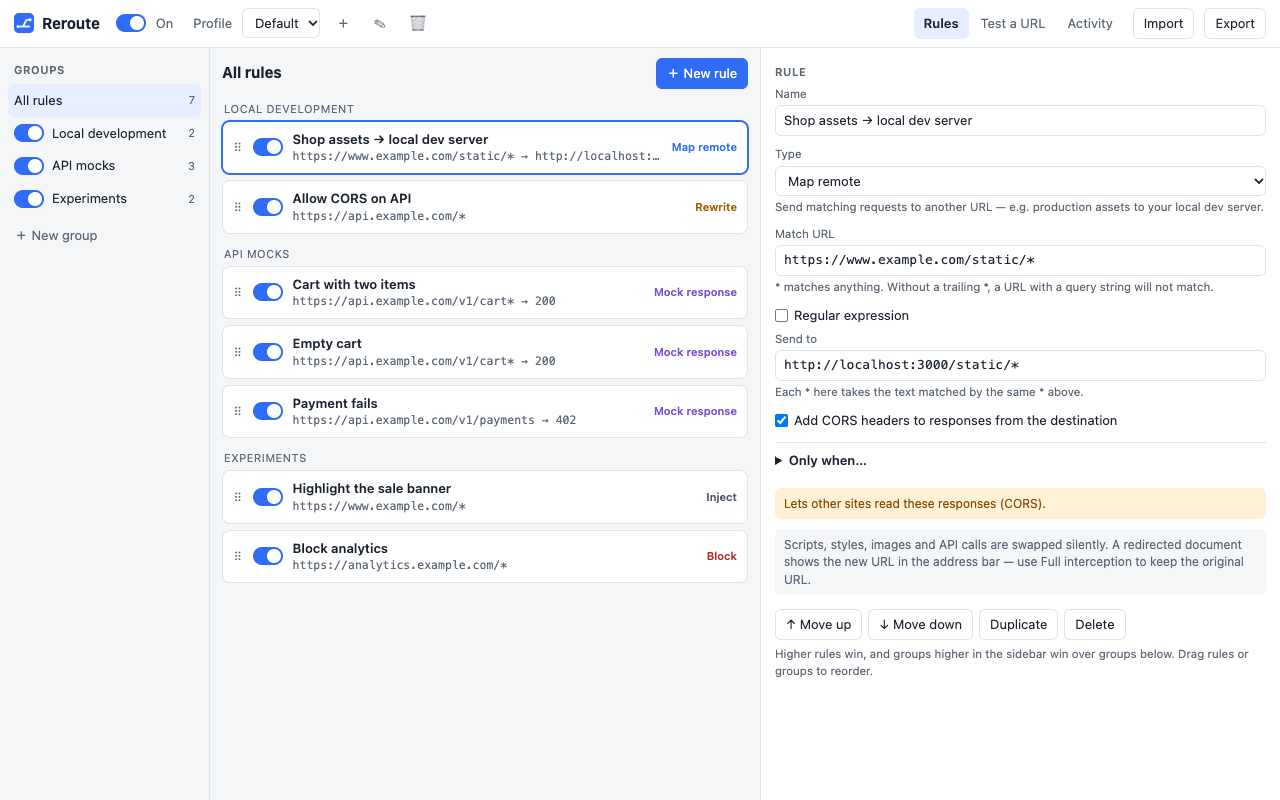 Reroute
On
Profile
Default
+
Rules
Test a URL
Activity
Import
Export
GROUPS
All rules 7
Local development 2
API mocks 3
Experiments 2
+ New group
All rules
+ New rule
LOCAL DEVELOPMENT
Shop assets → local dev server
https://www.example.com/static/* → http://localhost:…
Map remote
Allow CORS on API
https://api.example.com/*
Rewrite
API MOCKS
Cart with two items
https://api.example.com/v1/cart* → 200
Mock response
Empty cart
https://api.example.com/v1/cart* → 200
Mock response
Payment fails
https://api.example.com/v1/payments → 402
Mock response
EXPERIMENTS
Highlight the sale banner
https://www.example.com/*
Inject
Block analytics
https://analytics.example.com/*
Block
RULE
Name
Shop assets → local dev server
Type
Map remote
Send matching requests to another URL — e.g. production assets to your local dev server.
Match URL
https://www.example.com/static/*
* matches anything. Without a trailing *, a URL with a query string will not match.
Regular expression
Send to
http://localhost:3000/static/*
Each * here takes the text matched by the same * above.
Add CORS headers to responses from the destination
Only when...
Lets other sites read these responses (CORS).
Scripts, styles, images and API calls are swapped silently. A redirected document
shows the new URL in the address bar — use Full interception to keep the original
URL.
↑ Move up
↓ Move down
Duplicate
Delete
Higher rules win, and groups higher in the sidebar win over groups below. Drag rules or
groups to reorder.